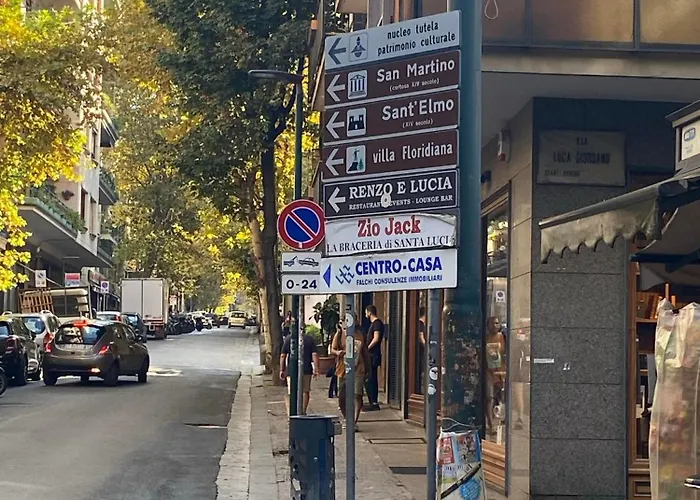 nucleo tutela
patrimonio culturale
San Martino
(certosa XIV secolo)
Sant'Elmo
(XIV secolo)
villa Floridiana
RENZO E LUCIA
RESTAURANT EVENTS - LOUNGE BAR
Zio Jack
LA BRACERIA di SANTA LUCI
CENTRO-CASA
FALCHI CONSULENZE IMMOBILIARI
0-24
VIA
LUCA GIORDANO